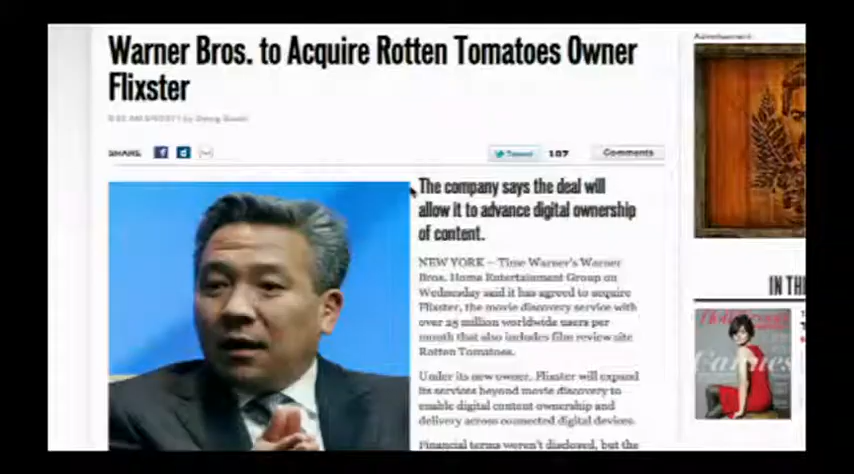 Warner Bros. to Acquire Rotten Tomatoes Owner
Flixster
Advertisement
SHARE
Tweet
107
Comments
The company says the deal will
allow it to advance digital ownership
of content.
NEW YORK – Time Warner's Warner
Bros. Home Entertainment Group on
Wednesday said it has agreed to acquire
Flixster, the movie discovery service with
over 25 million worldwide users per
month that also includes film review site
Rotten Tomatoes.
Under its new owner, Flixster will expand
its services beyond movie discovery to
enable digital content ownership and
delivery across connected digital devices.
Financial terms weren't disclosed, but the
IN TH
Cannes